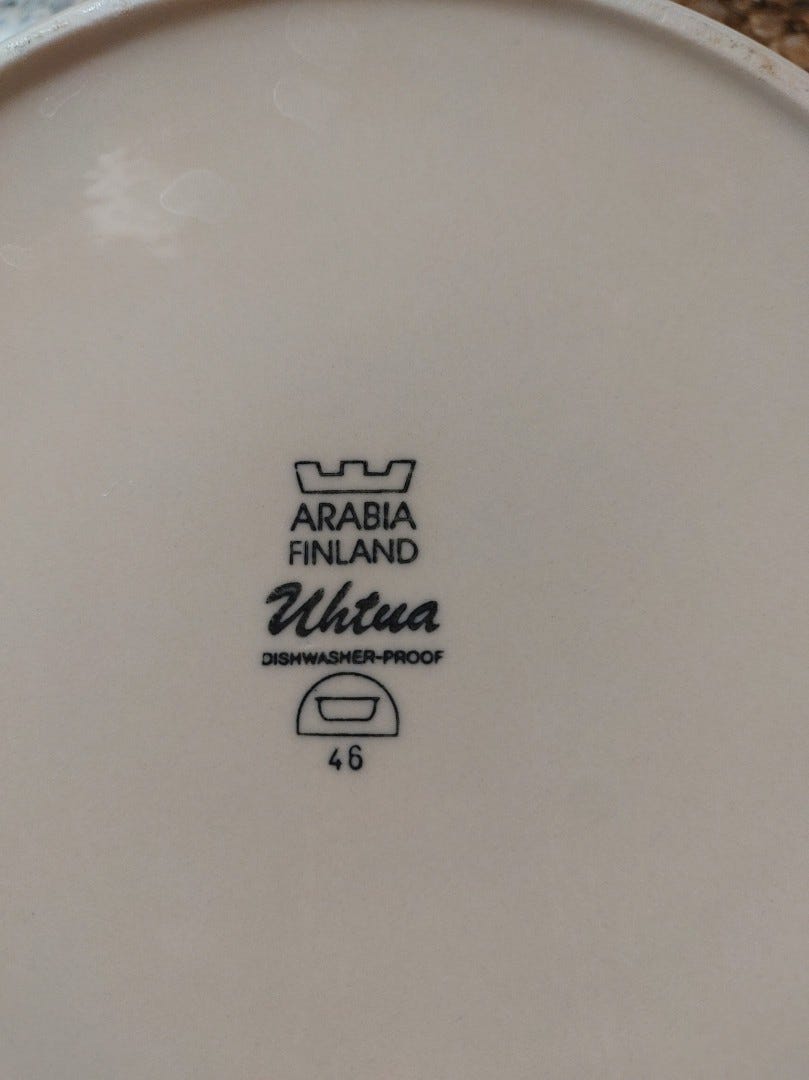 ARABIA
FINLAND
Uhtua
DISHWASHER-PROOF
46